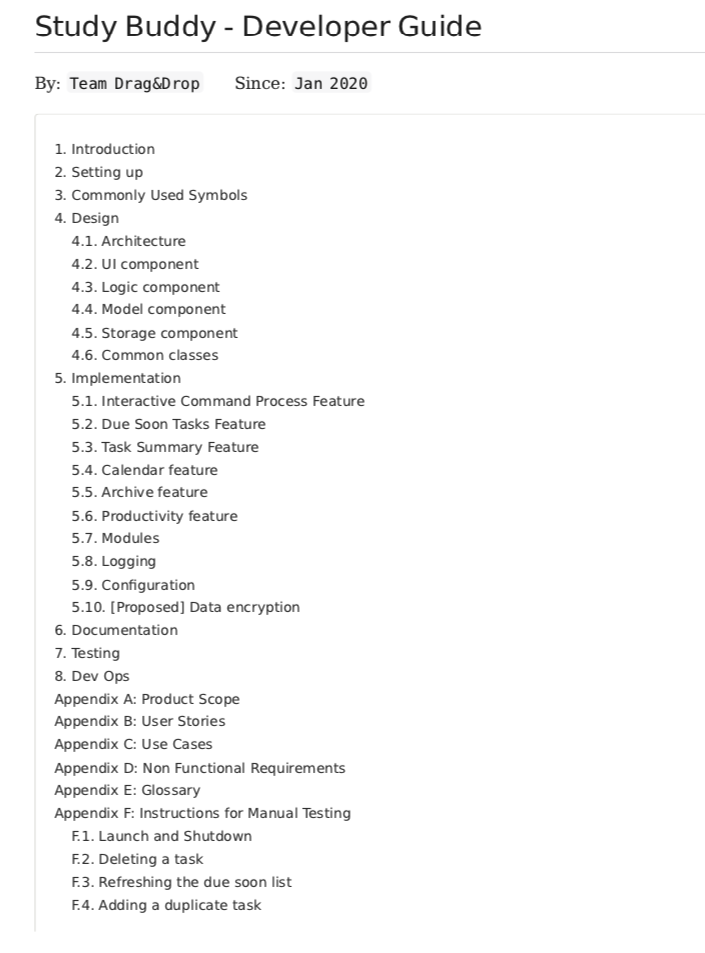 Study Buddy - Developer Guide
By: Team Drag&Drop Since: Jan 2020
1. Introduction
2. Setting up
3. Commonly Used Symbols
4. Design
4.1. Architecture
4.2. UI component
4.3. Logic component
4.4. Model component
4.5. Storage component
4.6. Common classes
5. Implementation
5.1. Interactive Command Process Feature
5.2. Due Soon Tasks Feature
5.3. Task Summary Feature
5.4. Calendar feature
5.5. Archive feature
5.6. Productivity feature
5.7. Modules
5.8. Logging
5.9. Configuration
5.10. [Proposed] Data encryption
6. Documentation
7. Testing
8. Dev Ops
Appendix A: Product Scope
Appendix B: User Stories
Appendix C: Use Cases
Appendix D: Non Functional Requirements
Appendix E: Glossary
Appendix F: Instructions for Manual Testing
F.1. Launch and Shutdown
F.2. Deleting a task
F.3. Refreshing the due soon list
F.4. Adding a duplicate task